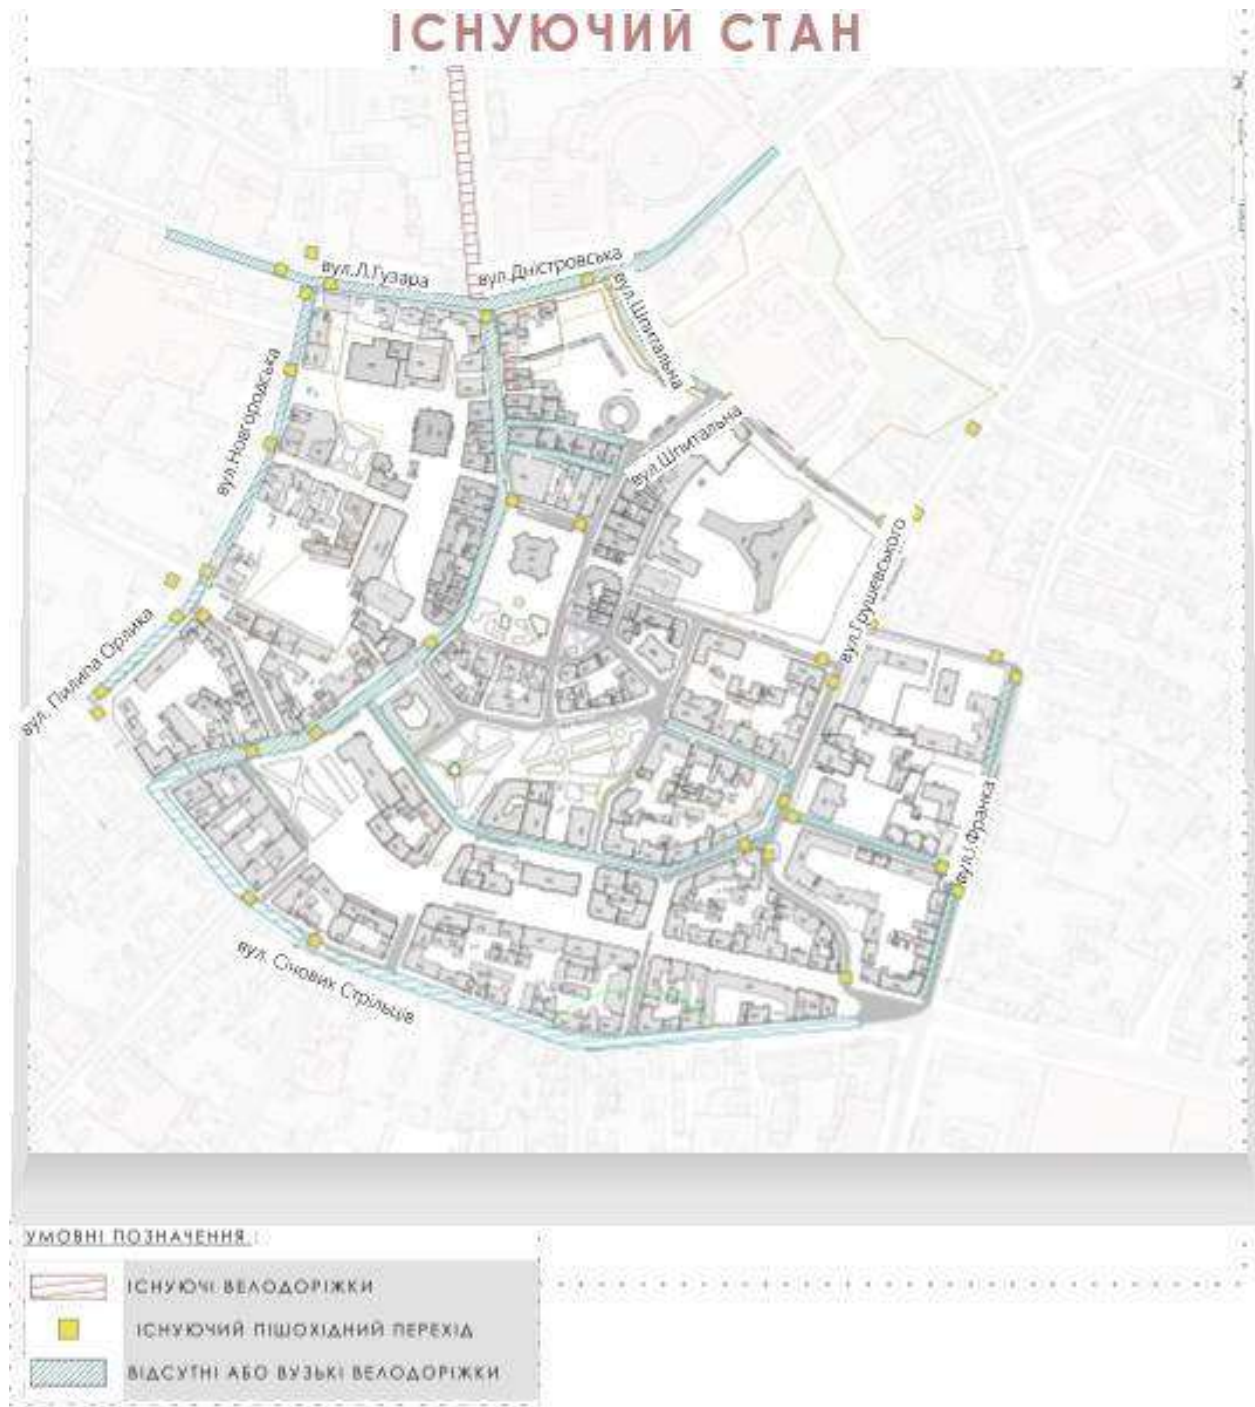 ІСНУЮЧИЙ СТАН
вул.Л.Гузара
вул.Дністровська
вул.Шпитальна
вул.Новгородська
вул.Шпитальна
вул.Грушевського
вул. Пилипа Орлика
вул.І.Франка
вул. Січових Стрільців
УМОВНІ ПОЗНАЧЕННЯ :
ІСНУЮЧІ ВЕЛОДОРІЖКИ
ІСНУЮЧИЙ ПІШОХІДНИЙ ПЕРЕХІД
ВІДСУТНІ АБО ВУЗЬКІ ВЕЛОДОРІЖКИ